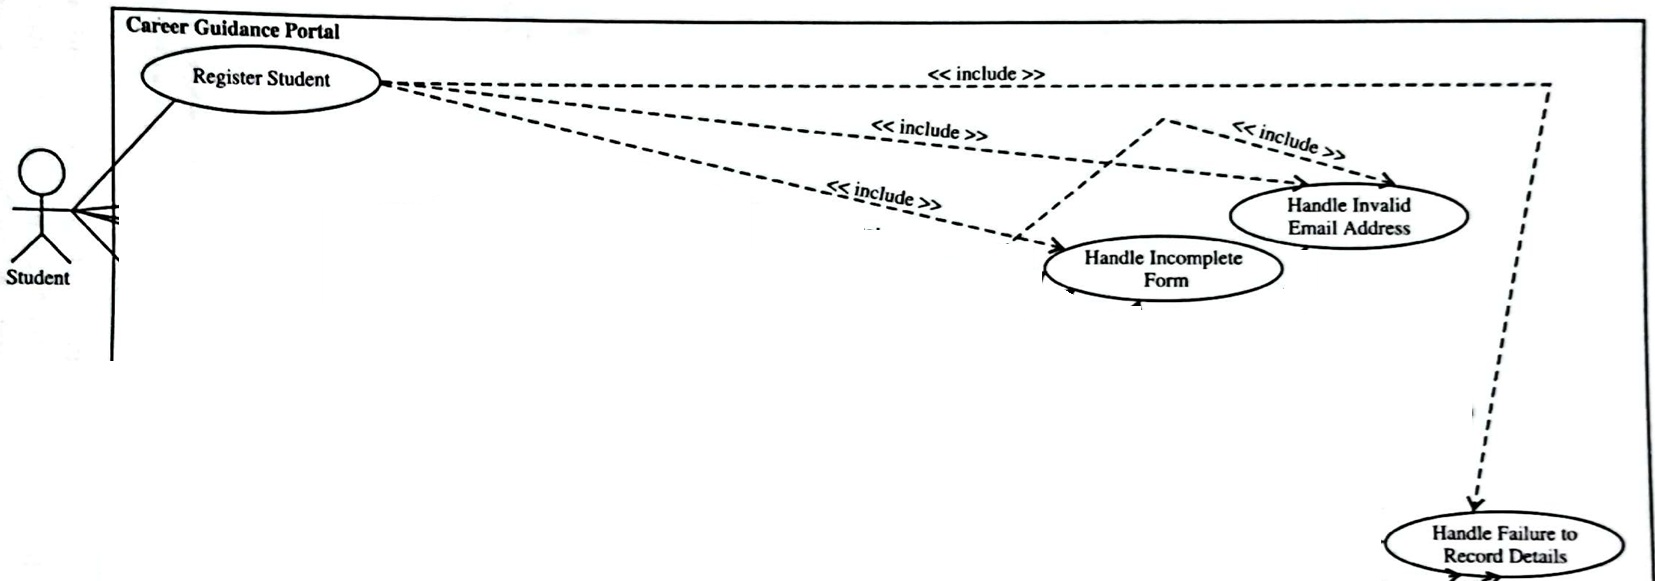 Career Guidance Portal
Register Student
<< include >>
<< include >>
<< include >>
<< include >>
Handle Invalid
Email Address
Handle Incomplete
Form
Student
Handle Failure to
Record Details